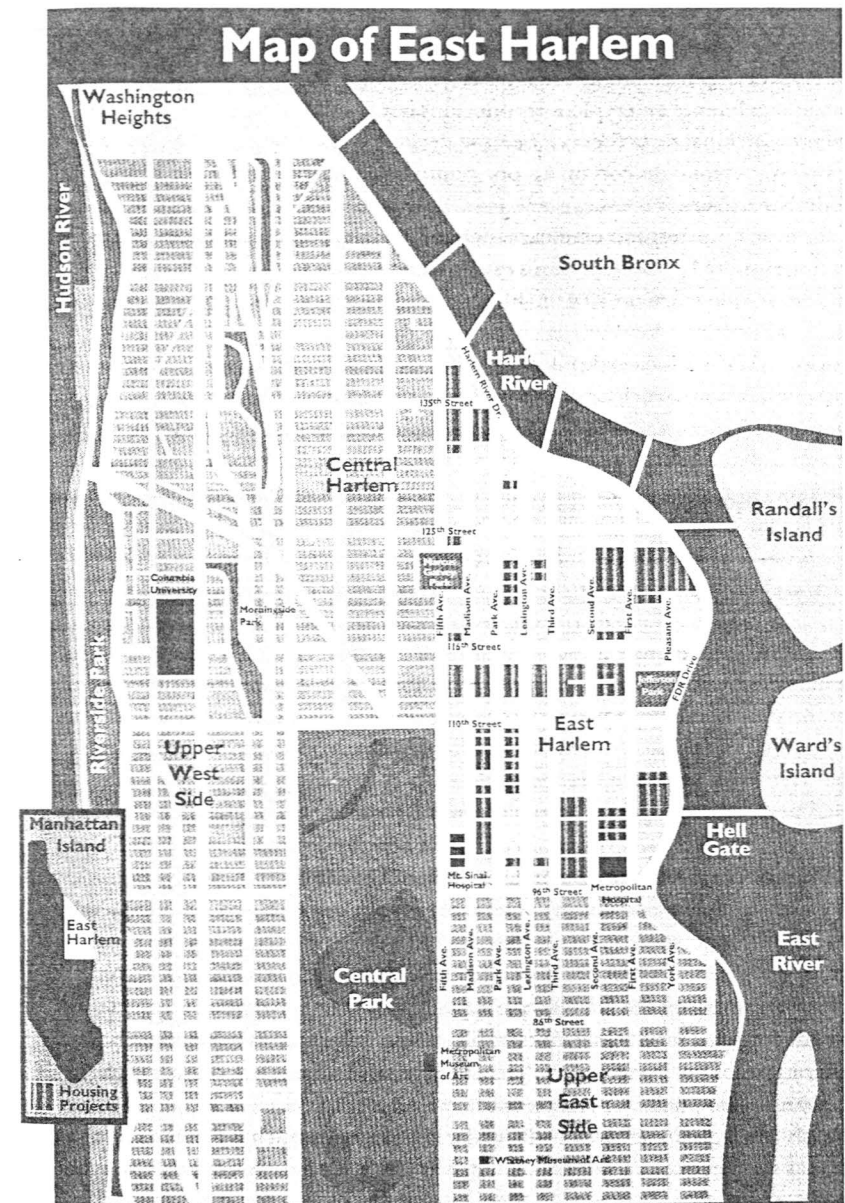 Map of East Harlem
Washington
Heights
Hudson River
South Bronx
Harlem River Dr.
River
135th Street
Central
Harlem
125th Street
Randall's
Island
Columbia
University
Morningside
Park
Fifth Ave.
Madison Ave.
Park Ave.
Lexington Ave.
Third Ave.
Second Ave.
First Ave.
Pleasant Ave.
116th Street
FDR Drive
Riverside Park
110th Street
East
Harlem
Upper
West
Side
Ward's
Island
Manhattan
Island
East
Harlem
Housing
Projects
Hell
Gate
Mt. Sinai
Hospital
96th Street
Metropolitan
Hospital
Fifth Ave.
Madison Ave.
Park Ave.
Lexington Ave.
Third Ave.
Second Ave.
First Ave.
York Ave.
East
River
Central
Park
86th Street
Metropolitan
Museum
of Art
Upper
East
Side
Whitney Museum of Art